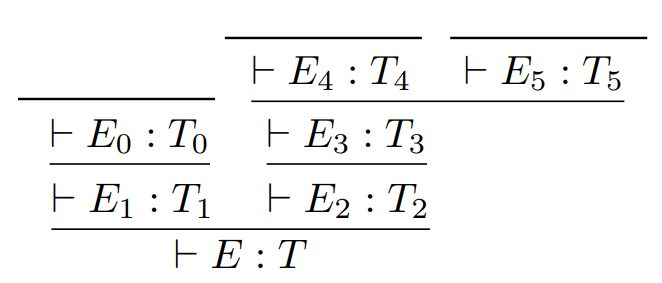 ⊢ E₄ : T₄ ⊢ E₅ : T₅
⊢ E₀ : T₀ ⊢ E₃ : T₃
⊢ E₁ : T₁ ⊢ E₂ : T₂
⊢ E : T